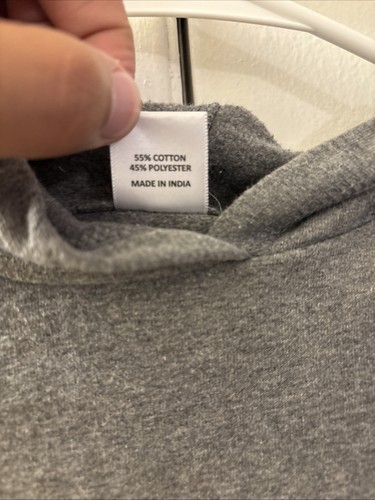 55% COTTON
45% POLYESTER
MADE IN INDIA